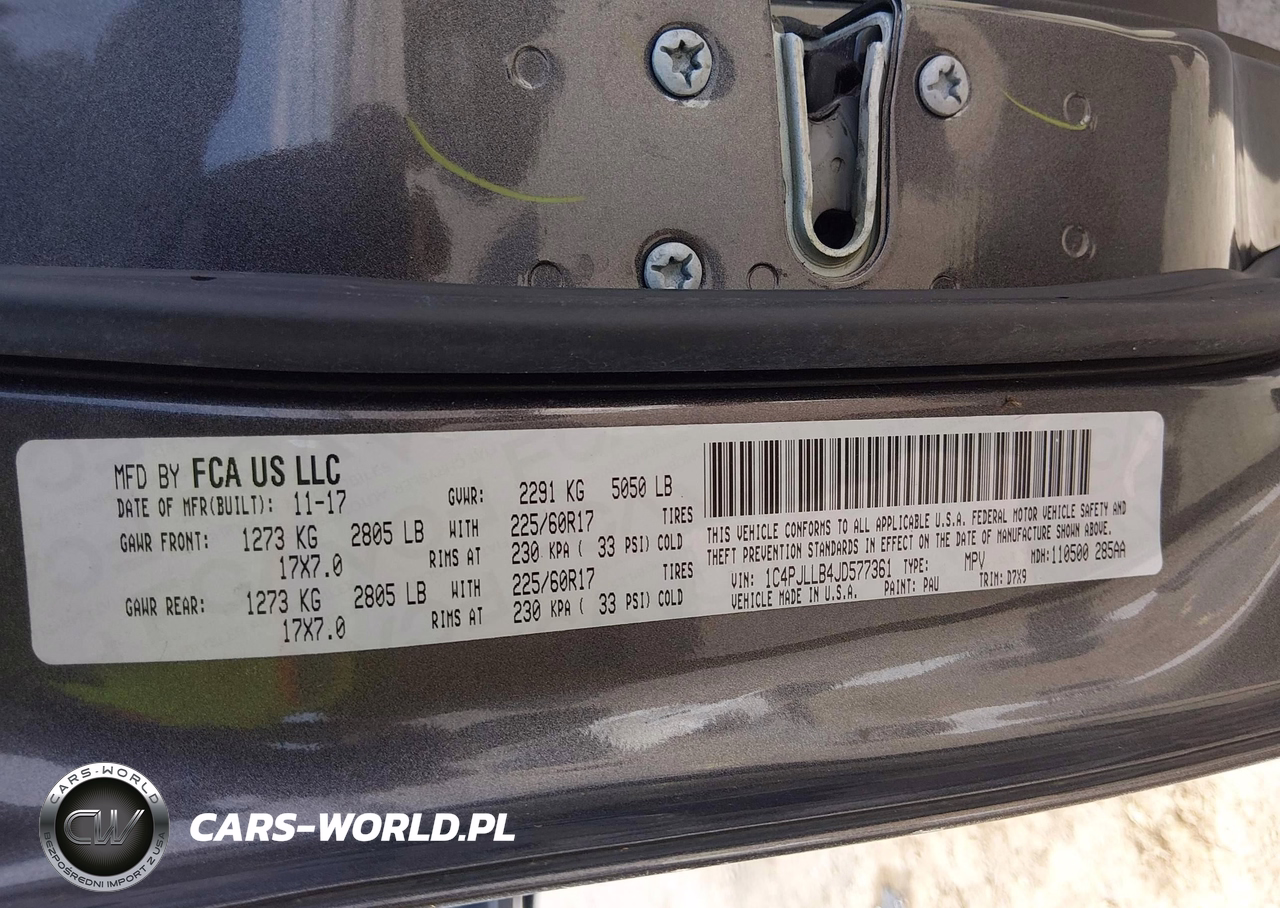 MFD BY FCA US LLC
DATE OF MFR(BUILT): 11-17 GVWR: 2291 KG 5050 LB
GAWR FRONT: 1273 KG 2805 LB WITH 225/60R17 TIRES
17X7.0 RIMS AT 230 KPA ( 33 PSI) COLD
GAWR REAR: 1273 KG 2805 LB WITH 225/60R17 TIRES
17X7.0 RIMS AT 230 KPA ( 33 PSI) COLD
THIS VEHICLE CONFORMS TO ALL APPLICABLE U.S.A. FEDERAL MOTOR VEHICLE SAFETY AND
THEFT PREVENTION STANDARDS IN EFFECT ON THE DATE OF MANUFACTURE SHOWN ABOVE.
VIN: 1C4PJLLB4JD577361 TYPE: MPV MDH:110500 285AA
VEHICLE MADE IN U.S.A. PAINT: PAU TRIM: D7X9
CARS-WORLD
CW
BEZPOŚREDNI IMPORT Z USA
CARS-WORLD.PL